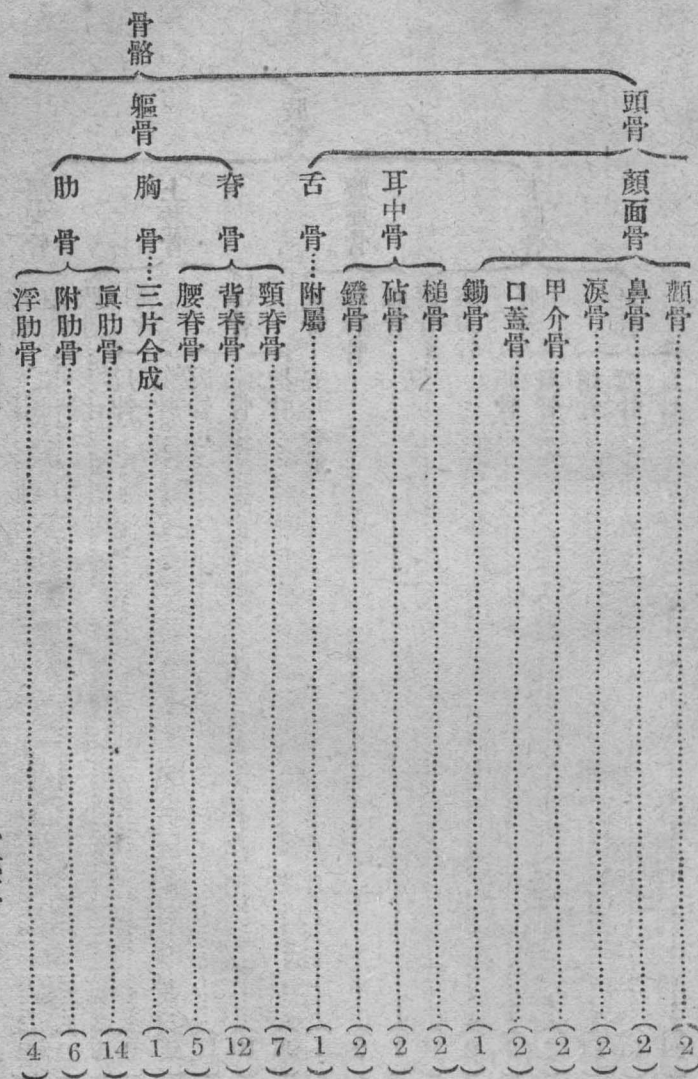 頭骨
顏面骨
顴骨(2)
鼻骨(2)
淚骨(2)
甲介骨(2)
口蓋骨(2)
鋤骨(1)
耳中骨
槌骨(2)
砧骨(2)
鐙骨(2)
舌骨……附屬(1)
骨骼
軀骨
脊骨
頸脊骨(7)
背脊骨(12)
腰脊骨(5)
胸骨……三片合成(1)
肋骨
眞肋骨(14)
附肋骨(6)
浮肋骨(4)